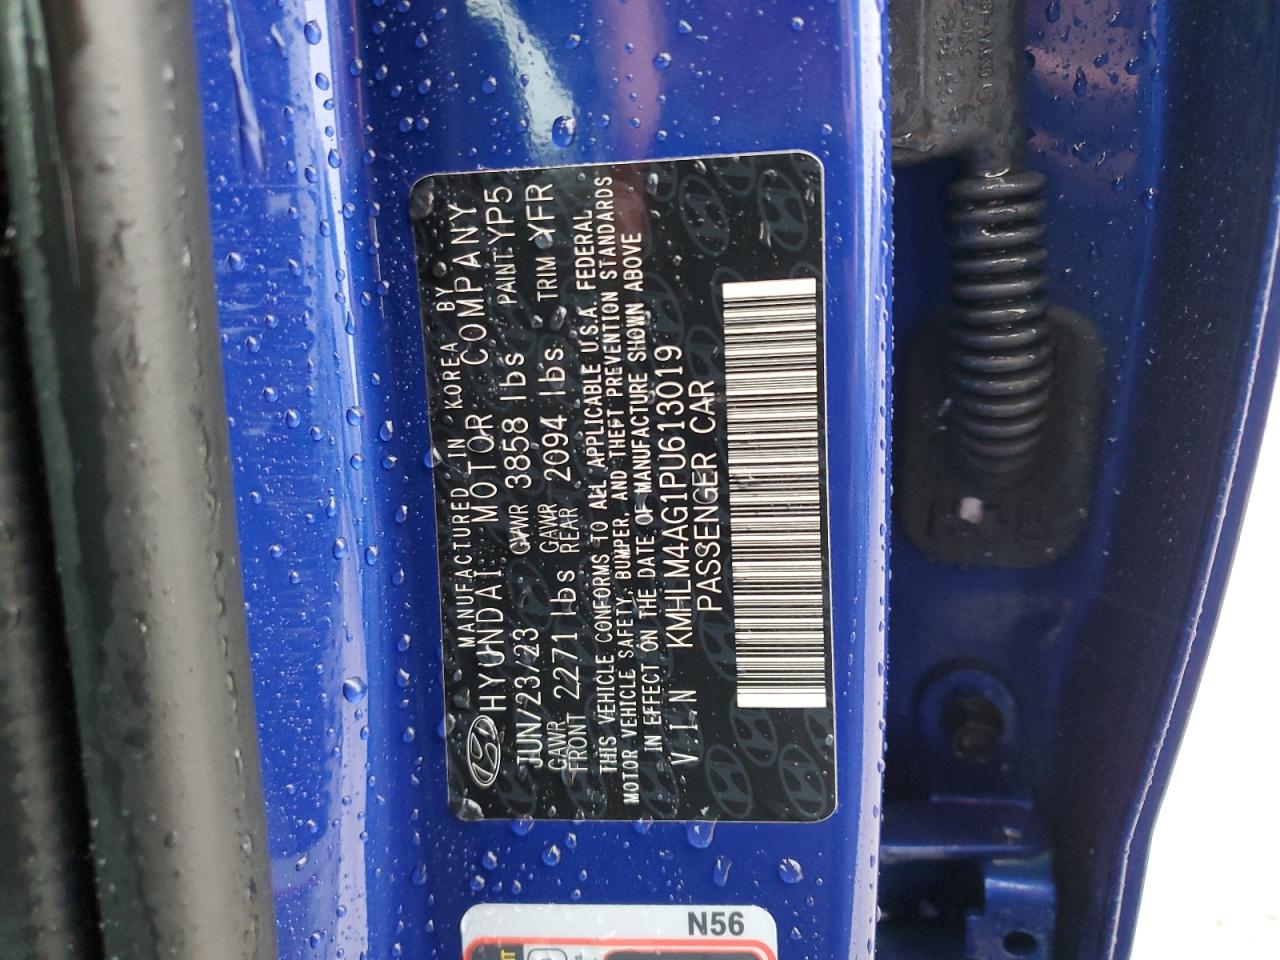 MANUFACTURED IN KOREA BY
HYUNDAI MOTOR COMPANY
JUN/23/23 GVWR 3858 lbs PAINT YP5
GAWR FRONT 2271 lbs GAWR REAR 2094 lbs TRIM YFR
THIS VEHICLE CONFORMS TO ALL APPLICABLE U.S.A. FEDERAL
MOTOR VEHICLE SAFETY, BUMPER, AND THEFT PREVENTION STANDARDS
IN EFFECT ON THE DATE OF MANUFACTURE SHOWN ABOVE
V.I.N KMHLM4AG1PU613019
PASSENGER CAR
N56